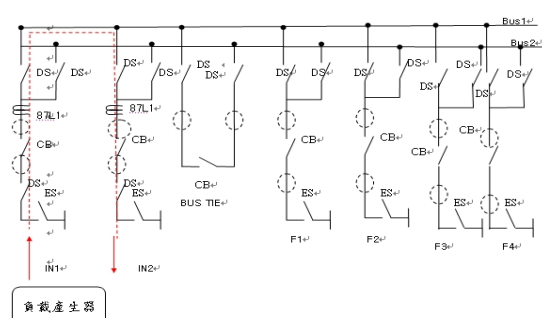 Bus1
Bus2
DS DS DS DS DS DS DS DS DS DS DS DS DS DS
87L1 87L1
CB CB CB CB CB CB
DS DS
ES ES CB ES ES ES ES
BUS TIE
F1 F2 F3 F4
IN1 IN2
負載產生器